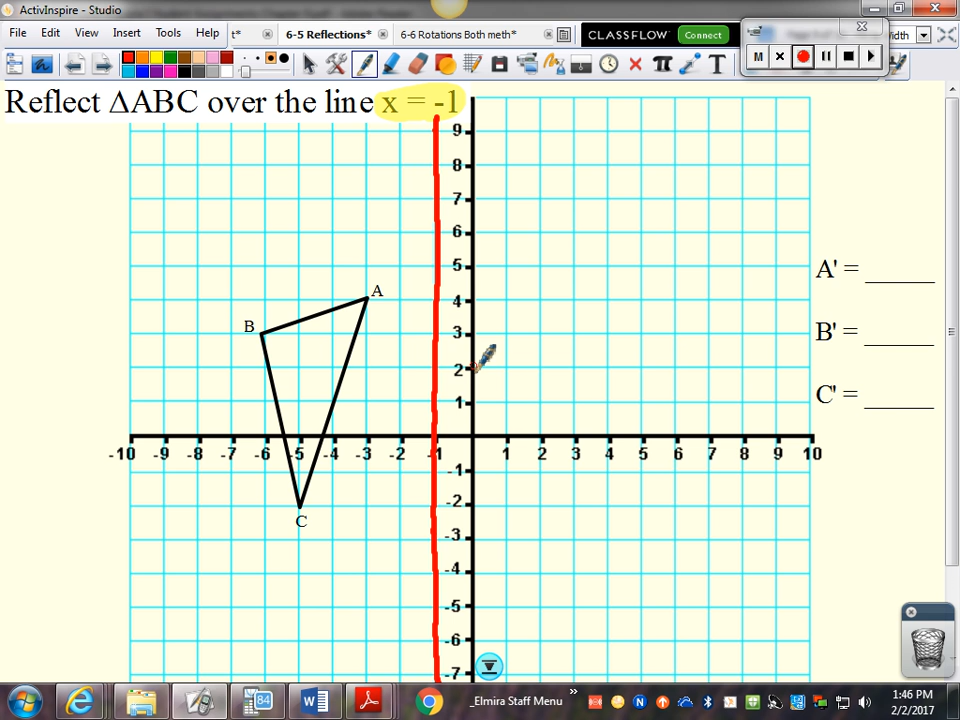 ActivInspire - Studio
File Edit View Insert Tools Help t* 6-5 Reflections* 6-6 Rotations Both meth* CLASSFLOW Connect Width
M
T
Reflect ΔABC over the line x = -1
9
8
7
6
5
4
3
2
1
A
B
C
-10 -9 -8 -7 -6 -5 -4 -3 -2 -1 1 2 3 4 5 6 7 8 9 10
-1
-2
-3
-4
-5
-6
-7
A' = ______
B' = ______
C' = ______
84
_Elmira Staff Menu »
1:46 PM
2/2/2017